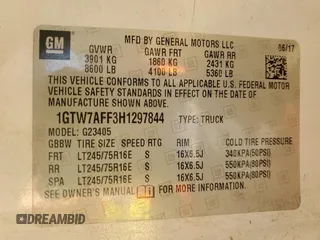 GM
MFD BY GENERAL MOTORS LLC.
06/17
GVWR GAWR FRT GAWR RR
3901 KG 1860 KG 2431 KG
8600 LB 4100 LB 5360 LB
THIS VEHICLE CONFORMS TO ALL APPLICABLE U.S. FEDERAL MOTOR
VEHICLE SAFETY STANDARDS IN EFFECT ON THE DATE OF
MANUFACTURE SHOWN ABOVE.
1GTW7AFF3H1297844 TYPE: TRUCK
G23405
GBBW TIRE SIZE SPEED RTG RIM COLD TIRE PRESSURE
FRT LT245/75R16E S 16X6.5J 340KPA(50PSI)
RR LT245/75R16E S 16X6.5J 550KPA(80PSI)
SPA LT245/75R16E S 16X6.5J 550KPA(80PSI)
SEE OWNER'S MANUAL FOR ADDITIONAL INFORMATION.
DREAMBID